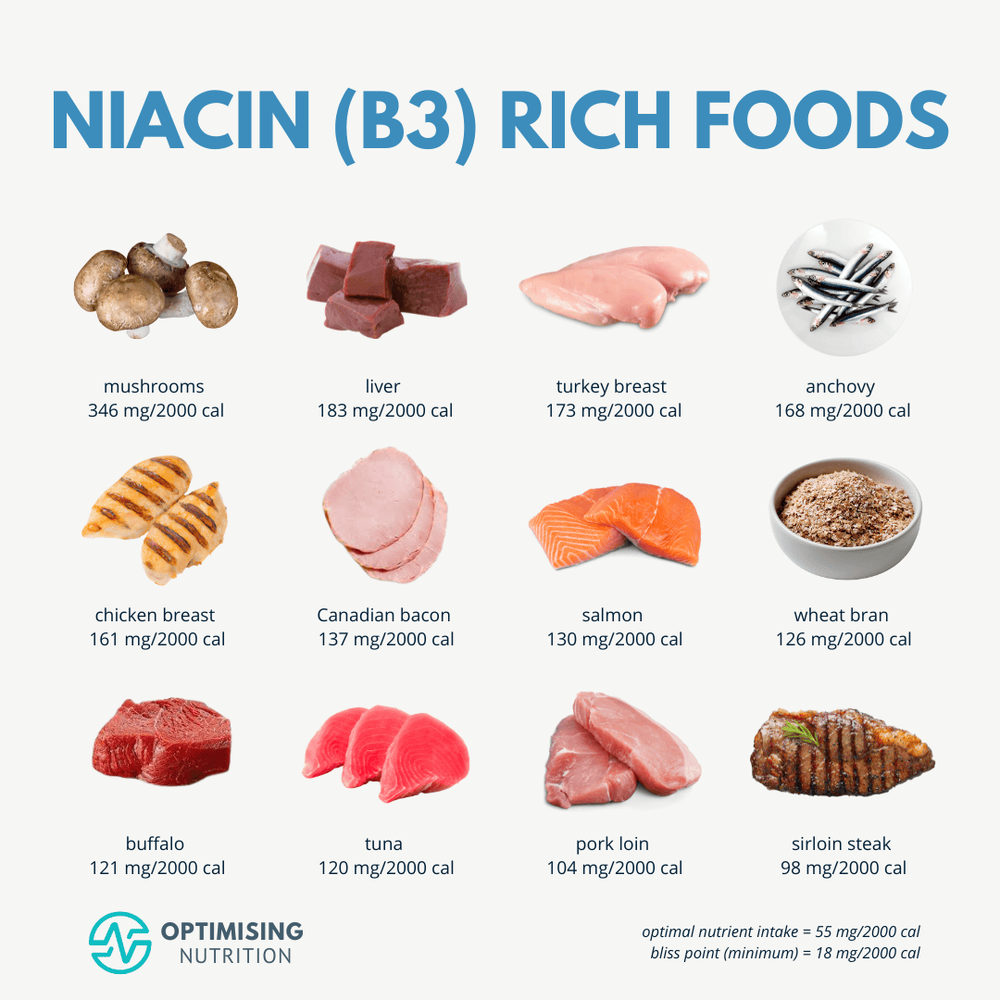 NIACIN (B3) RICH FOODS
mushrooms
346 mg/2000 cal
liver
183 mg/2000 cal
turkey breast
173 mg/2000 cal
anchovy
168 mg/2000 cal
chicken breast
161 mg/2000 cal
Canadian bacon
137 mg/2000 cal
salmon
130 mg/2000 cal
wheat bran
126 mg/2000 cal
buffalo
121 mg/2000 cal
tuna
120 mg/2000 cal
pork loin
104 mg/2000 cal
sirloin steak
98 mg/2000 cal
OPTIMISING
NUTRITION
optimal nutrient intake = 55 mg/2000 cal
bliss point (minimum) = 18 mg/2000 cal